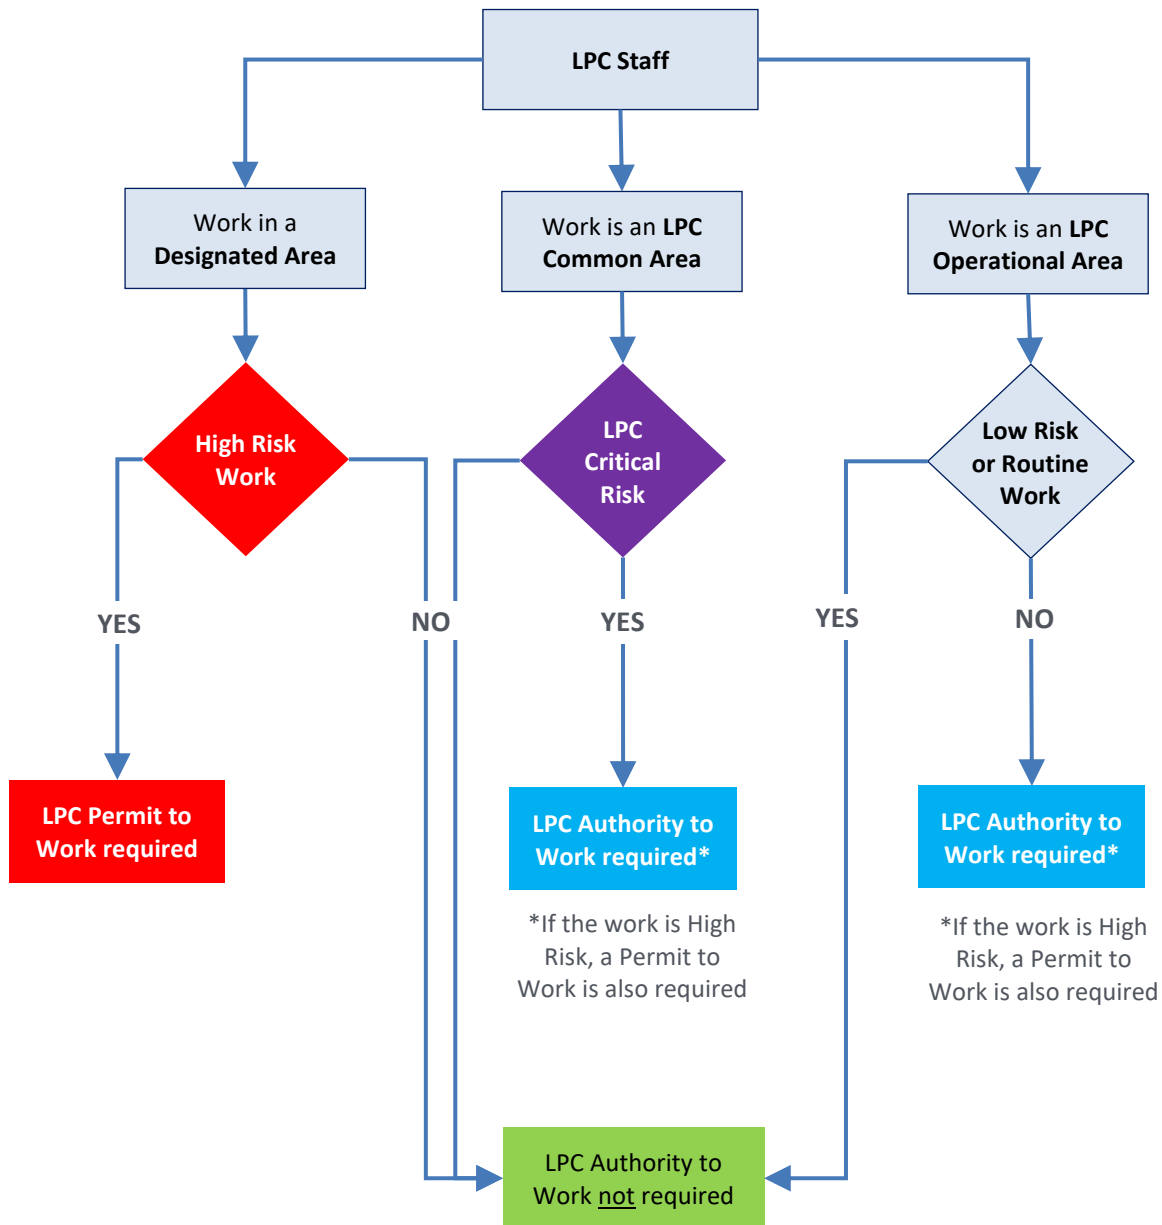 LPC Staff
Work in a
Designated Area
Work is an LPC
Common Area
Work is an LPC
Operational Area
High Risk
Work
LPC
Critical
Risk
Low Risk
or Routine
Work
YES
NO
YES
YES
NO
LPC Permit to
Work required
LPC Authority to
Work required*
LPC Authority to
Work required*
*If the work is High
Risk, a Permit to
Work is also required
*If the work is High
Risk, a Permit to
Work is also required
LPC Authority to
Work not required